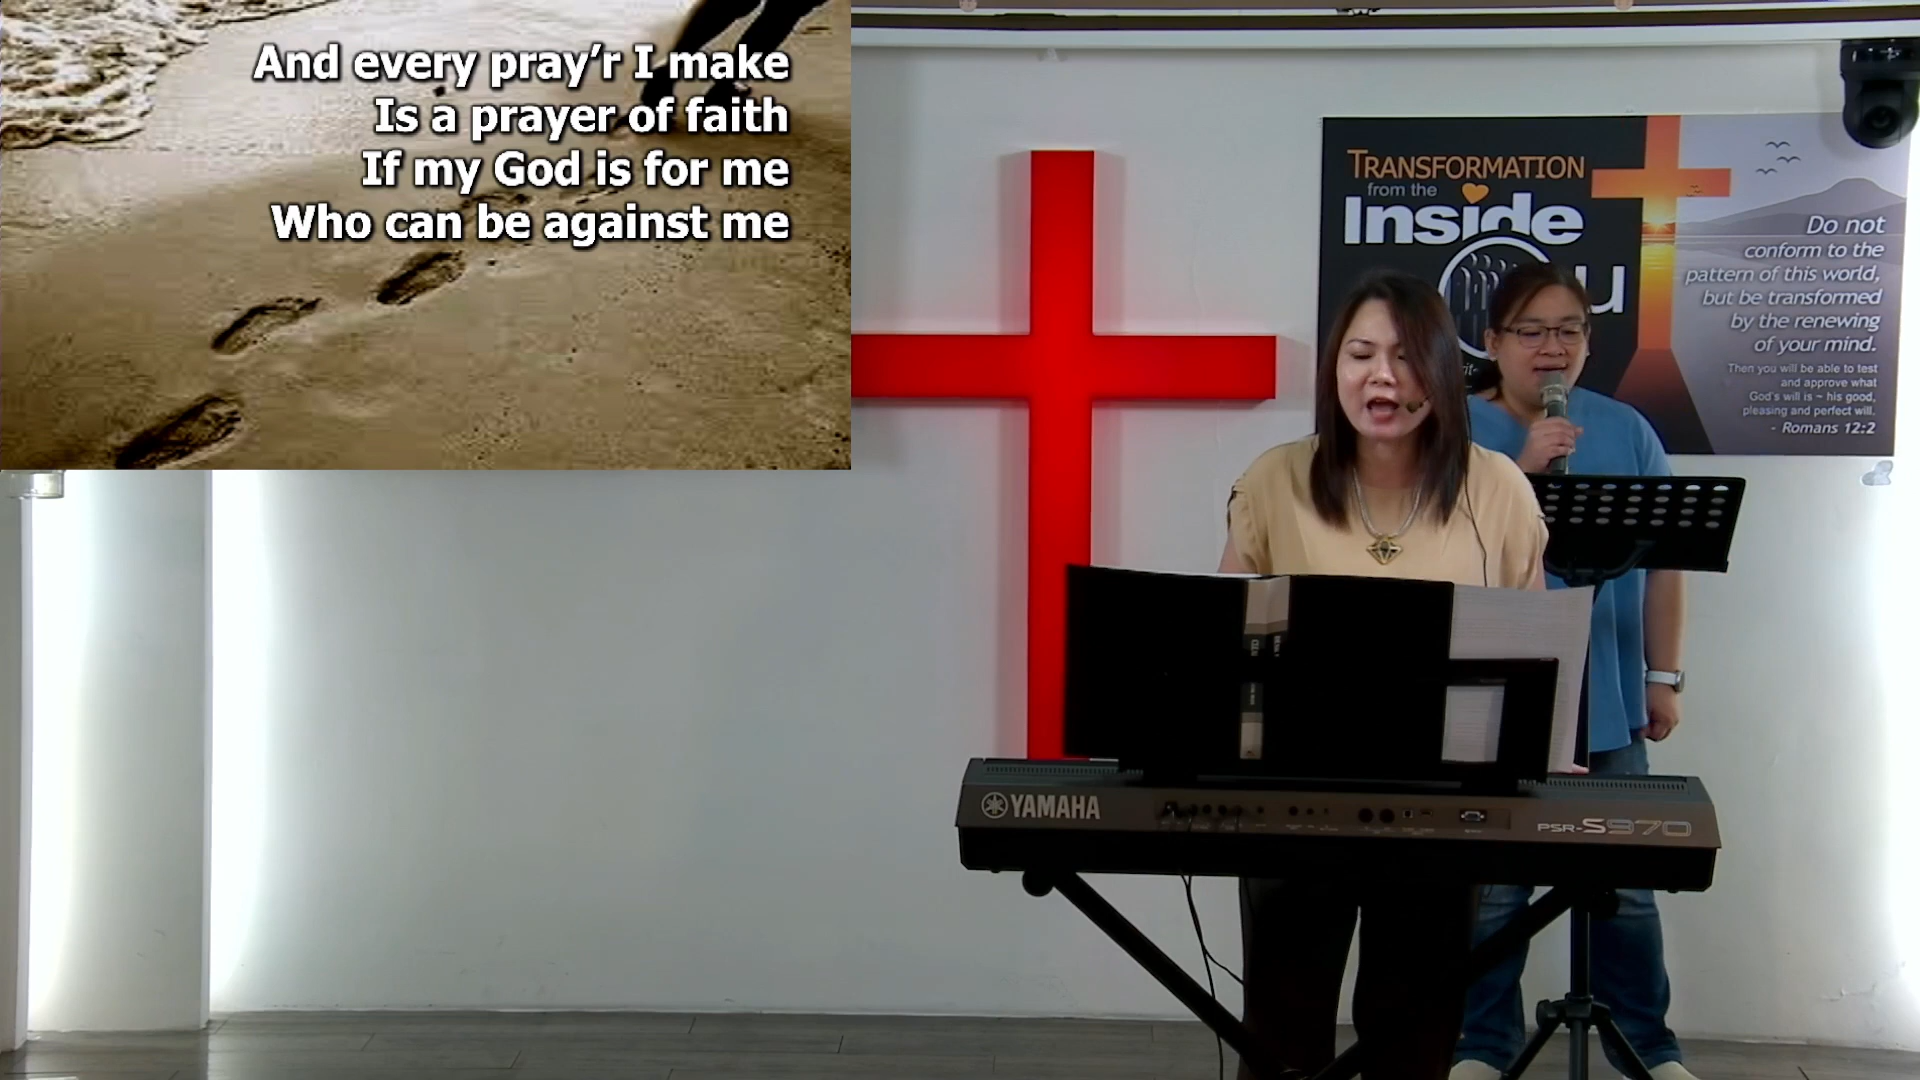 And every pray’r I make
Is a prayer of faith
If my God is for me
Who can be against me
TRANSFORMATION
from the
Inside
Do not
conform to the
pattern of this world,
but be transformed
by the renewing
of your mind.
Then you will be able to test
and approve what
God's will is ~ his good,
pleasing and perfect will.
- Romans 12:2
YAMAHA
PSR-S970